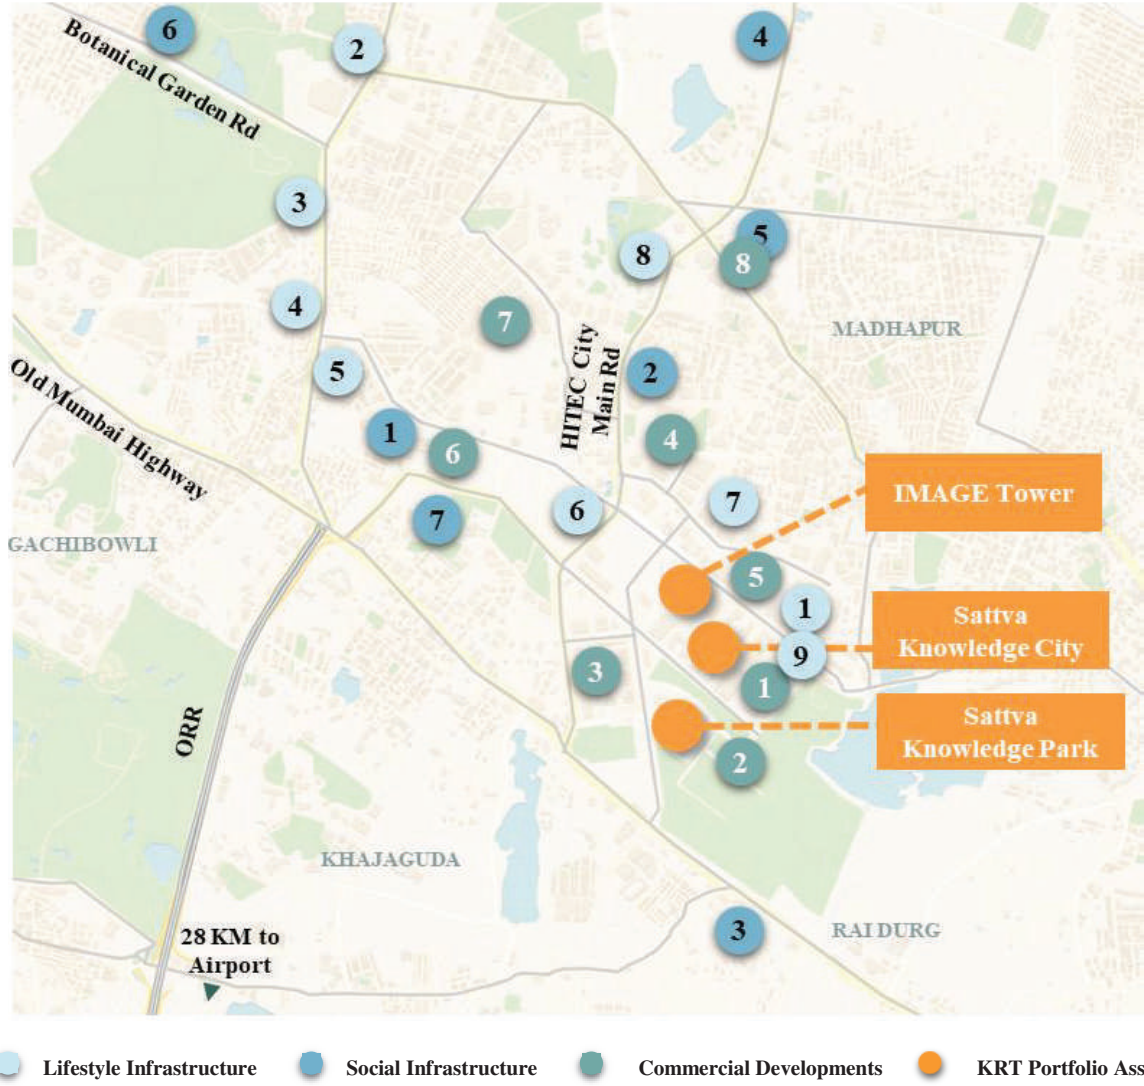 6
2
4
Botanical Garden Rd
3
5
8
8
4
7
MADHAPUR
HITEC City
Main Rd
5
2
Old Mumbai Highway
1
6
4
IMAGE Tower
7
6
7
GACHIBOWLI
5
1
Sattva
Knowledge City
9
3
1
Sattva
Knowledge Park
ORR
2
KHAJAGUDA
3
RAI DURG
28 KM to
Airport
Lifestyle Infrastructure
Social Infrastructure
Commercial Developments
KRT Portfolio Ass